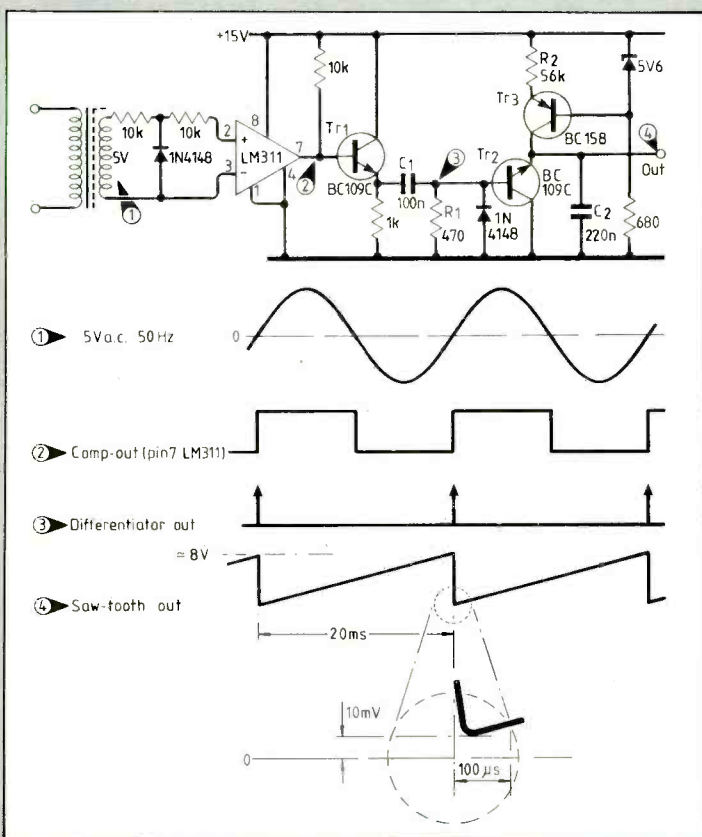 +15V
10k
R2
56k
5V6
10k
10k
8
Tr1
Tr3
2
+
LM311
7
BC158
4
5V
1N4148
3
-
4
1
2
BC109C
C1
100n
3
Tr2
BC
109C
Out
1
1k
R1
470
1N
4148
C2
220n
680
1 5V a.c. 50Hz 0
2 Comp-out (pin7 LM311)
3 Differentiator out
≃ 8V
4 Saw-tooth out
20ms
10mV
0
100µs